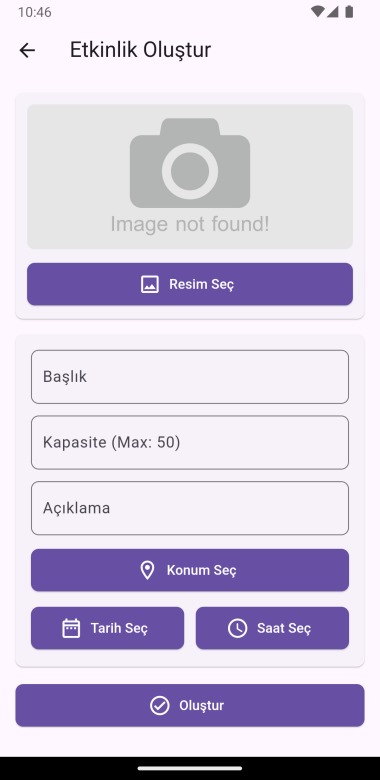 10:46
Etkinlik Oluştur
Image not found!
Resim Seç
Başlık
Kapasite (Max: 50)
Açıklama
Konum Seç
Tarih Seç
Saat Seç
Oluştur